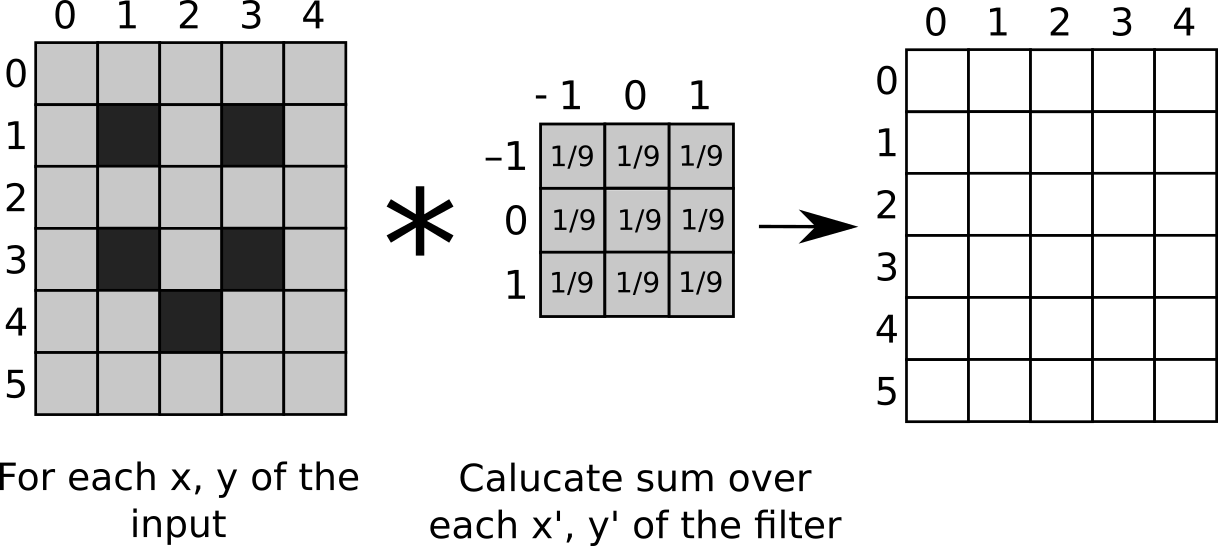 0 1 2 3 4
0
1
2
3
4
5
- 1 0 1
–1 1/9 1/9 1/9
0 1/9 1/9 1/9
1 1/9 1/9 1/9
0 1 2 3 4
0
1
2
3
4
5
For each x, y of the
input
Calucate sum over
each x', y' of the filter